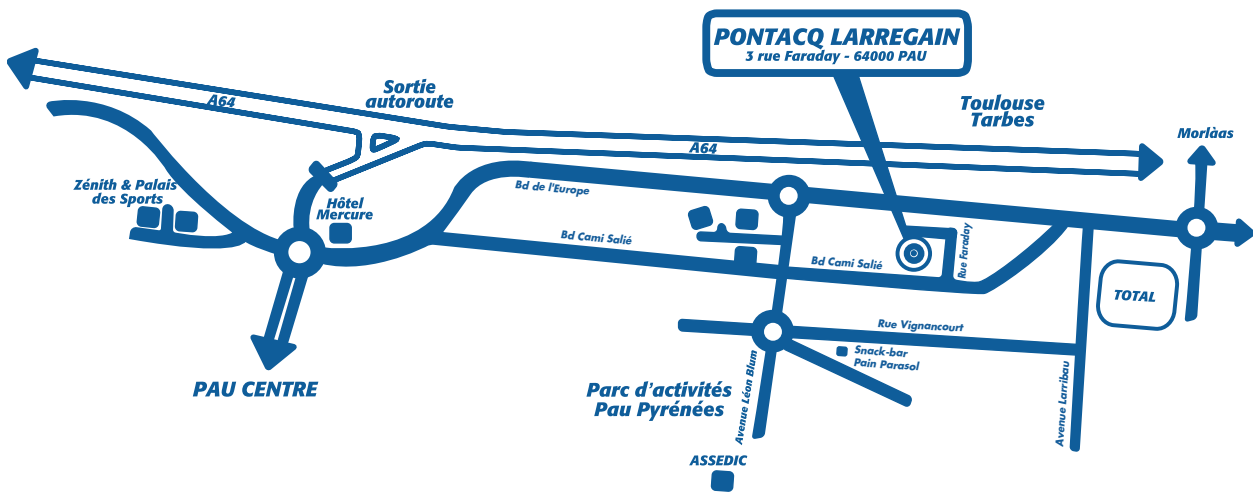 PONTACQ LARREGAIN
3 rue Faraday - 64000 PAU
Sortie
autoroute
A64
Toulouse
Tarbes
A64
Morlàas
Zénith & Palais
des Sports
Hôtel
Mercure
Bd de l'Europe
Bd Cami Salié
Bd Cami Salié
Rue Faraday
TOTAL
Rue Vignancourt
Snack-bar
Pain Parasol
PAU CENTRE
Parc d'activités
Pau Pyrénées
Avenue Léon Blum
Avenue Larribau
ASSEDIC